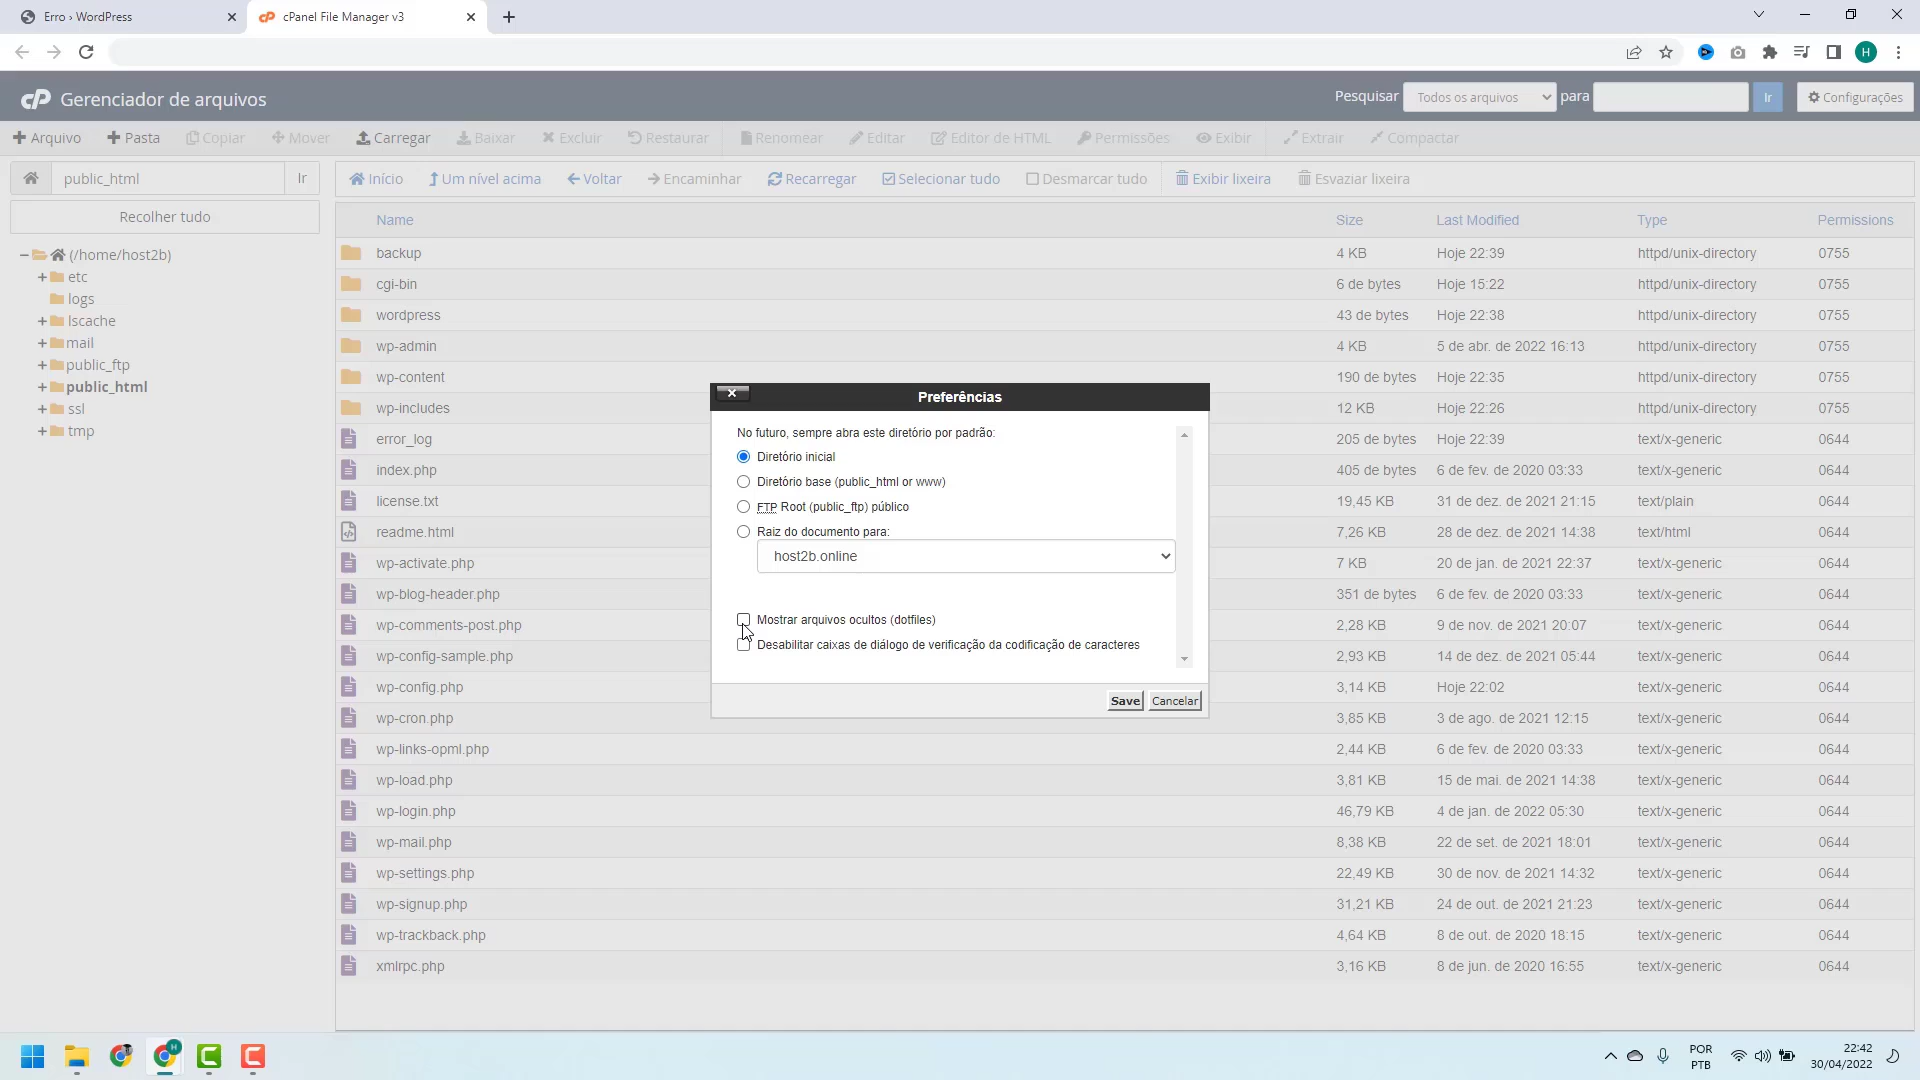 Erro › WordPress
cPanel File Manager v3
H
cP Gerenciador de arquivos
Pesquisar Todos os arquivos para Ir Configurações
Arquivo Pasta Copiar Mover Carregar Baixar Excluir Restaurar Renomear Editar Editor de HTML Permissões Exibir Extrair Compactar
public_html Ir
Início Um nível acima Voltar Encaminhar Recarregar Selecionar tudo Desmarcar tudo Exibir lixeira Esvaziar lixeira
Recolher tudo
(/home/host2b)
etc
logs
lscache
mail
public_ftp
public_html
ssl
tmp
Name Size Last Modified Type Permissions
backup 4 KB Hoje 22:39 httpd/unix-directory 0755
cgi-bin 6 de bytes Hoje 15:22 httpd/unix-directory 0755
wordpress 43 de bytes Hoje 22:38 httpd/unix-directory 0755
wp-admin 4 KB 5 de abr. de 2022 16:13 httpd/unix-directory 0755
wp-content 190 de bytes Hoje 22:35 httpd/unix-directory 0755
wp-includes 12 KB Hoje 22:26 httpd/unix-directory 0755
error_log 205 de bytes Hoje 22:39 text/x-generic 0644
index.php 405 de bytes 6 de fev. de 2020 03:33 text/x-generic 0644
license.txt 19,45 KB 31 de dez. de 2021 21:15 text/plain 0644
readme.html 7,26 KB 28 de dez. de 2021 14:38 text/html 0644
wp-activate.php 7 KB 20 de jan. de 2021 22:37 text/x-generic 0644
wp-blog-header.php 351 de bytes 6 de fev. de 2020 03:33 text/x-generic 0644
wp-comments-post.php 2,28 KB 9 de nov. de 2021 20:07 text/x-generic 0644
wp-config-sample.php 2,93 KB 14 de dez. de 2021 05:44 text/x-generic 0644
wp-config.php 3,14 KB Hoje 22:02 text/x-generic 0644
wp-cron.php 3,85 KB 3 de ago. de 2021 12:15 text/x-generic 0644
wp-links-opml.php 2,44 KB 6 de fev. de 2020 03:33 text/x-generic 0644
wp-load.php 3,81 KB 15 de mai. de 2021 14:38 text/x-generic 0644
wp-login.php 46,79 KB 4 de jan. de 2022 05:30 text/x-generic 0644
wp-mail.php 8,38 KB 22 de set. de 2021 18:01 text/x-generic 0644
wp-settings.php 22,49 KB 30 de nov. de 2021 14:32 text/x-generic 0644
wp-signup.php 31,21 KB 24 de out. de 2021 21:23 text/x-generic 0644
wp-trackback.php 4,64 KB 8 de out. de 2020 18:15 text/x-generic 0644
xmlrpc.php 3,16 KB 8 de jun. de 2020 16:55 text/x-generic 0644
Preferências
No futuro, sempre abra este diretório por padrão:
Diretório inicial
Diretório base (public_html or www)
FTP Root (public_ftp) público
Raiz do documento para:
host2b.online
Mostrar arquivos ocultos (dotfiles)
Desabilitar caixas de diálogo de verificação da codificação de caracteres
Save Cancelar
H
POR
PTB
22:42
30/04/2022